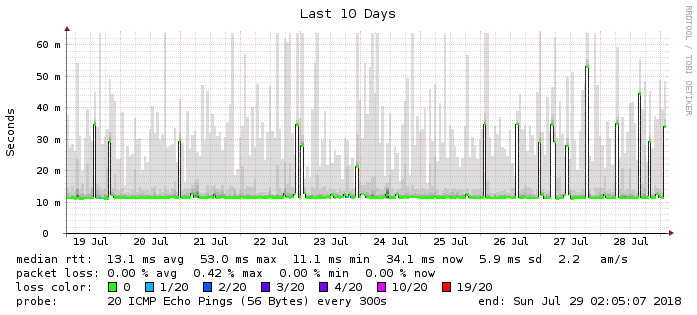 Last 10 Days
RRDTOOL / TOBI OETIKER
Seconds
60 m
50 m
40 m
30 m
20 m
10 m
0
19 Jul 20 Jul 21 Jul 22 Jul 23 Jul 24 Jul 25 Jul 26 Jul 27 Jul 28 Jul
median rtt: 13.1 ms avg 53.0 ms max 11.1 ms min 34.1 ms now 5.9 ms sd 2.2 am/s
packet loss: 0.00 % avg 0.42 % max 0.00 % min 0.00 % now
loss color: 0 1/20 2/20 3/20 4/20 10/20 19/20
probe: 20 ICMP Echo Pings (56 Bytes) every 300s end: Sun Jul 29 02:05:07 2018